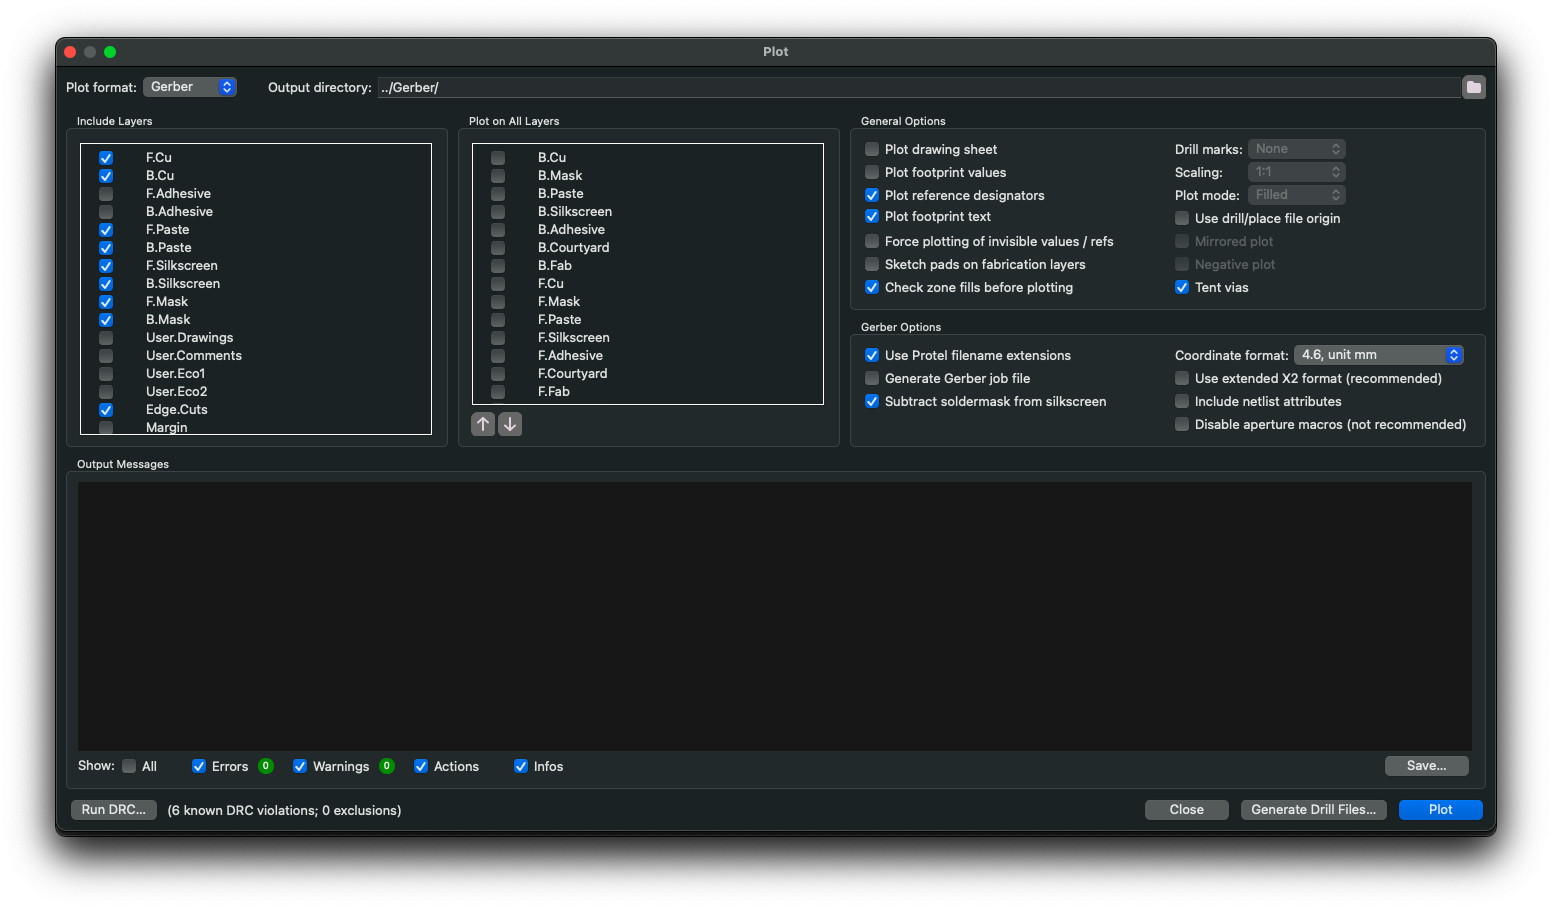 Plot
Plot format: Gerber
Output directory: ../Gerber/
Include Layers
F.Cu
B.Cu
F.Adhesive
B.Adhesive
F.Paste
B.Paste
F.Silkscreen
B.Silkscreen
F.Mask
B.Mask
User.Drawings
User.Comments
User.Eco1
User.Eco2
Edge.Cuts
Margin
Plot on All Layers
B.Cu
B.Mask
B.Paste
B.Silkscreen
B.Adhesive
B.Courtyard
B.Fab
F.Cu
F.Mask
F.Paste
F.Silkscreen
F.Adhesive
F.Courtyard
F.Fab
General Options
Plot drawing sheet
Plot footprint values
Plot reference designators
Plot footprint text
Force plotting of invisible values / refs
Sketch pads on fabrication layers
Check zone fills before plotting
Drill marks: None
Scaling: 1:1
Plot mode: Filled
Use drill/place file origin
Mirrored plot
Negative plot
Tent vias
Gerber Options
Use Protel filename extensions
Generate Gerber job file
Subtract soldermask from silkscreen
Coordinate format: 4.6, unit mm
Use extended X2 format (recommended)
Include netlist attributes
Disable aperture macros (not recommended)
Output Messages
Show: All Errors 0 Warnings 0 Actions Infos
Save...
Run DRC... (6 known DRC violations; 0 exclusions)
Close
Generate Drill Files...
Plot